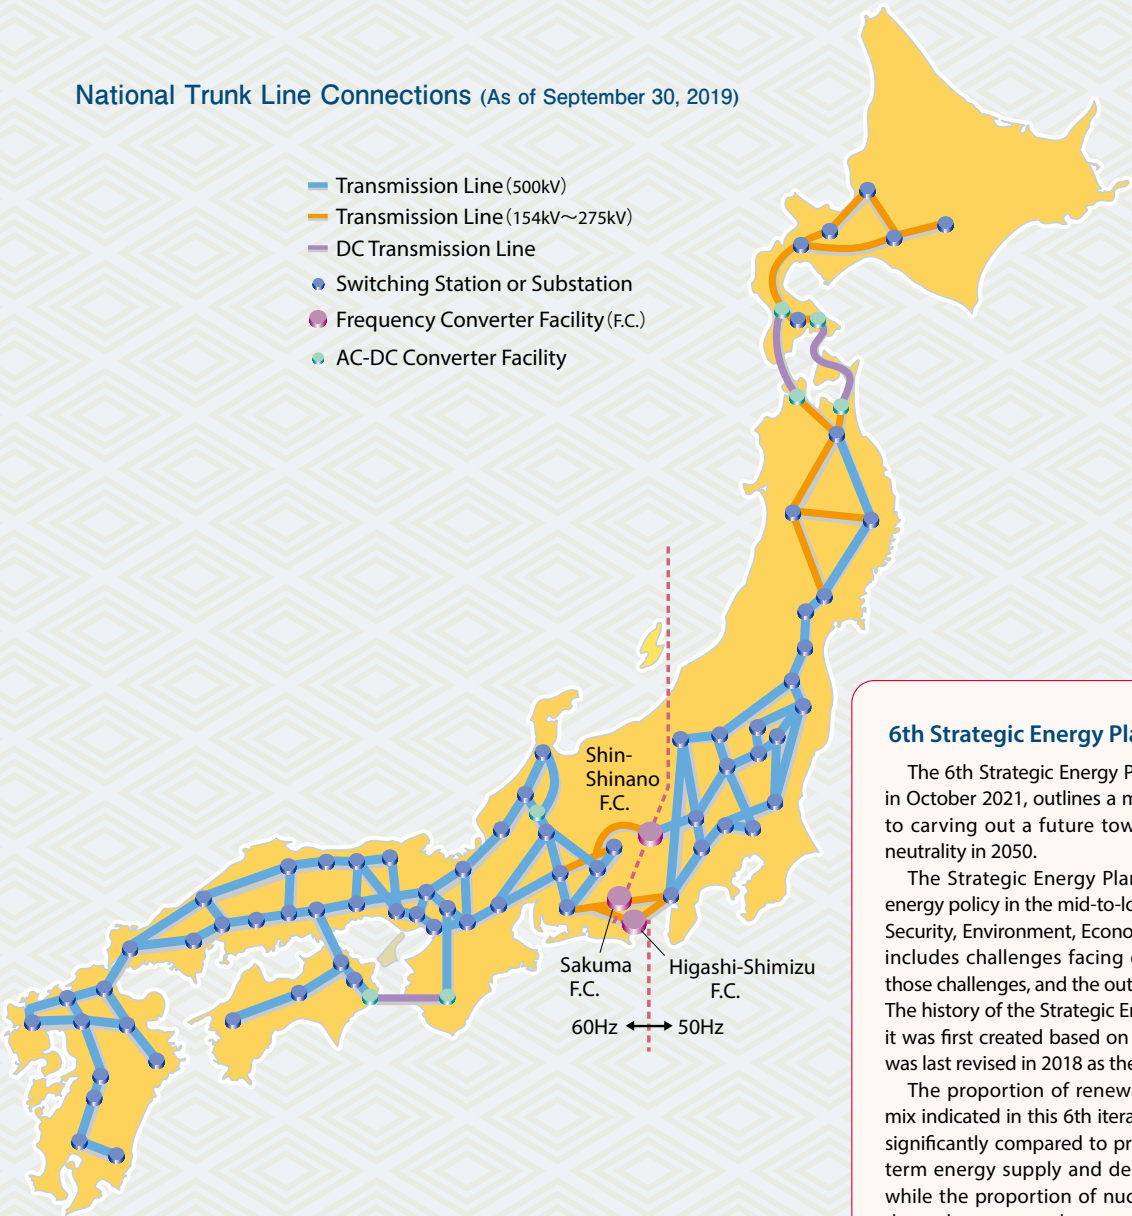 National Trunk Line Connections (As of September 30, 2019)
Transmission Line(500kV)
Transmission Line(154kV〜275kV)
DC Transmission Line
Switching Station or Substation
Frequency Converter Facility(F.C.)
AC-DC Converter Facility
Shin-
Shinano
F.C.
Sakuma
F.C.
Higashi-Shimizu
F.C.
60Hz
50Hz
6th Strategic Energy Pla
The 6th Strategic Energy P
in October 2021, outlines a m
to carving out a future tow
neutrality in 2050.
The Strategic Energy Plan
energy policy in the mid-to-lo
Security, Environment, Econo
includes challenges facing
those challenges, and the out
The history of the Strategic En
it was first created based on
was last revised in 2018 as the
The proportion of renew
mix indicated in this 6th itera
significantly compared to pr
term energy supply and de
while the proportion of nuc